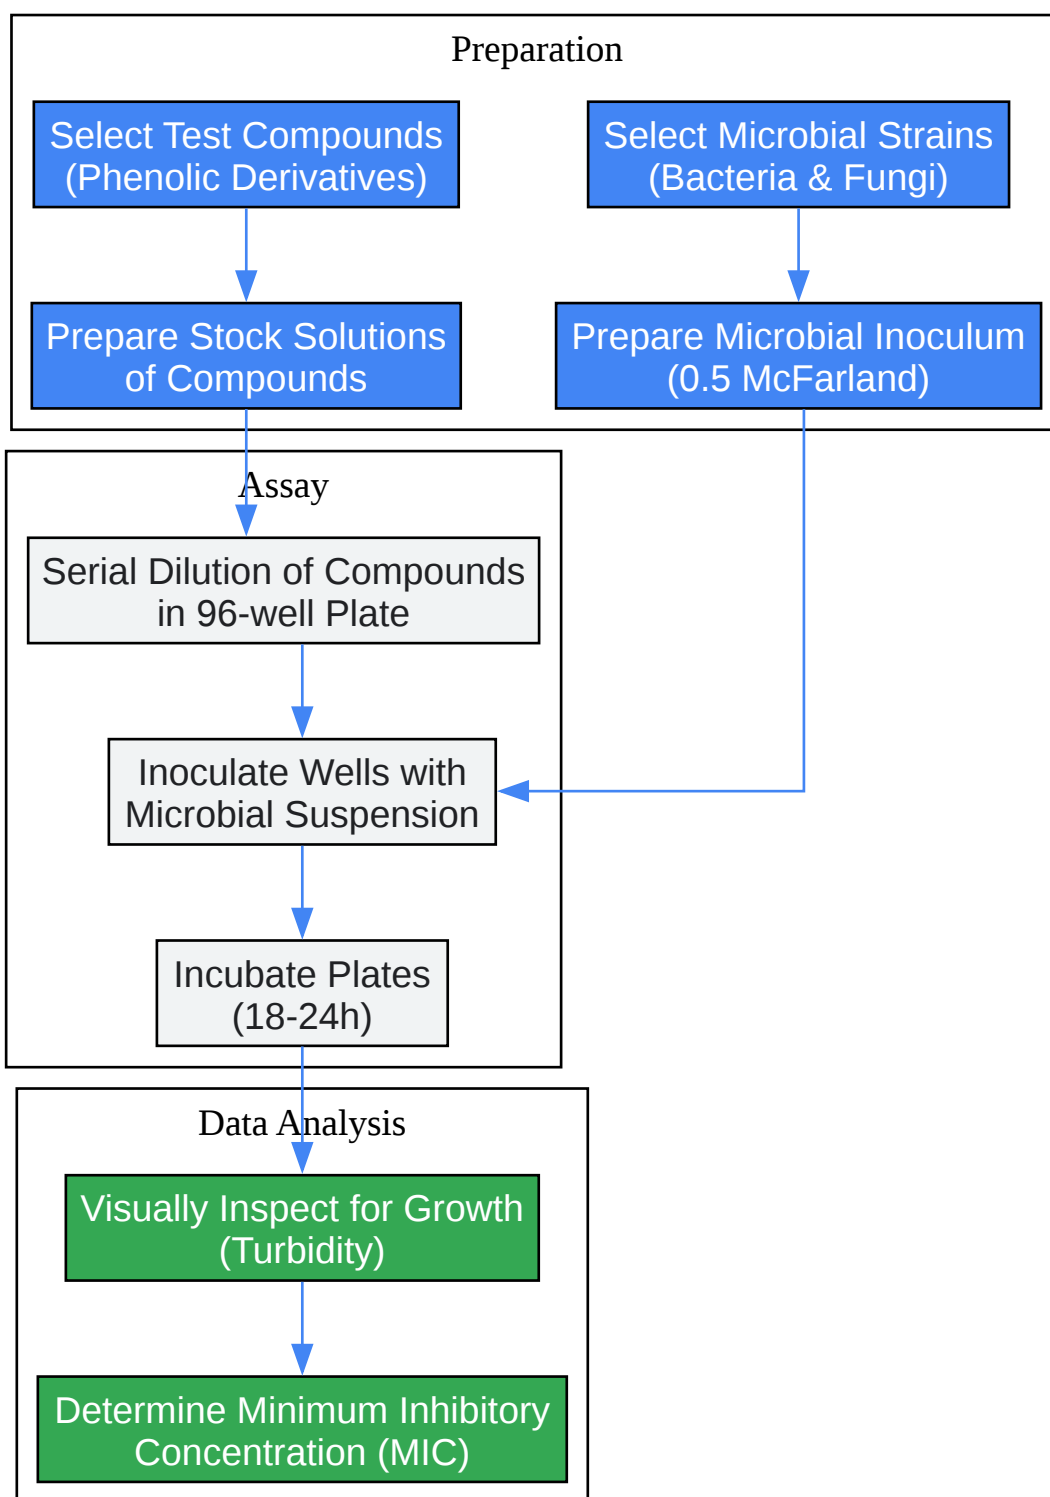 Preparation
Select Test Compounds
(Phenolic Derivatives)
Select Microbial Strains
(Bacteria & Fungi)
Prepare Stock Solutions
of Compounds
Prepare Microbial Inoculum
(0.5 McFarland)
Assay
Serial Dilution of Compounds
in 96-well Plate
Inoculate Wells with
Microbial Suspension
Incubate Plates
(18-24h)
Data Analysis
Visually Inspect for Growth
(Turbidity)
Determine Minimum Inhibitory
Concentration (MIC)